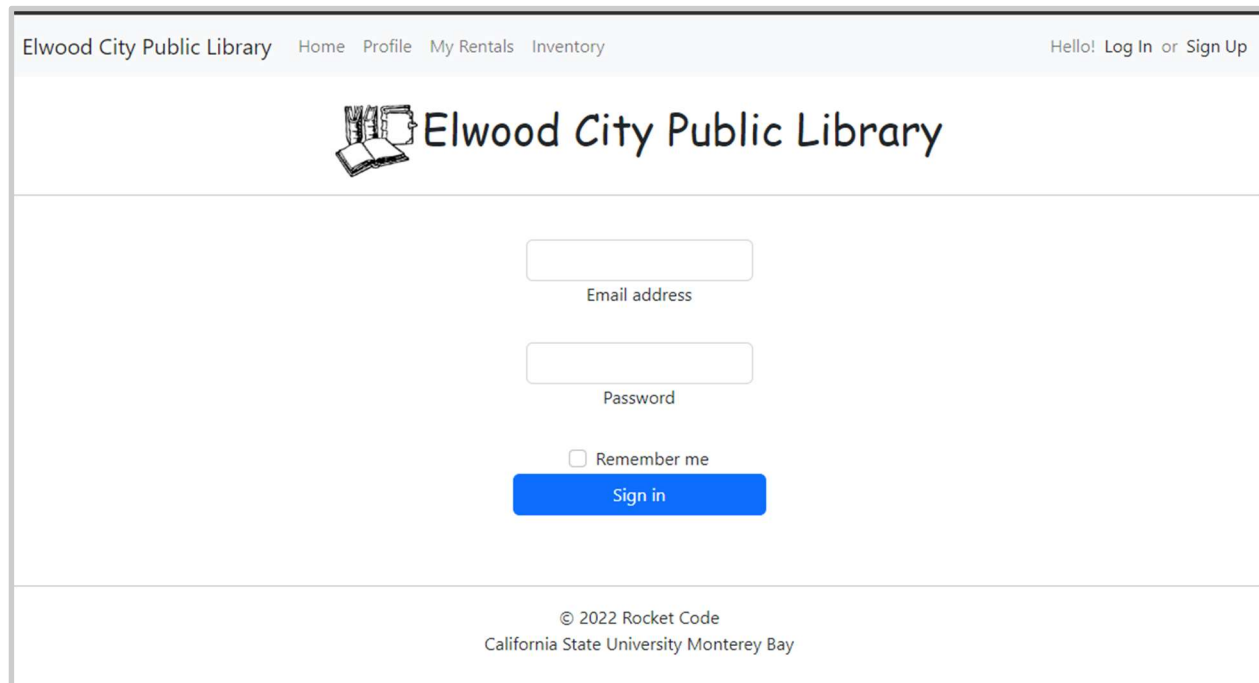 Elwood City Public Library Home Profile My Rentals Inventory Hello! Log In or Sign Up
Elwood City Public Library
Email address
Password
Remember me
Sign in
© 2022 Rocket Code
California State University Monterey Bay